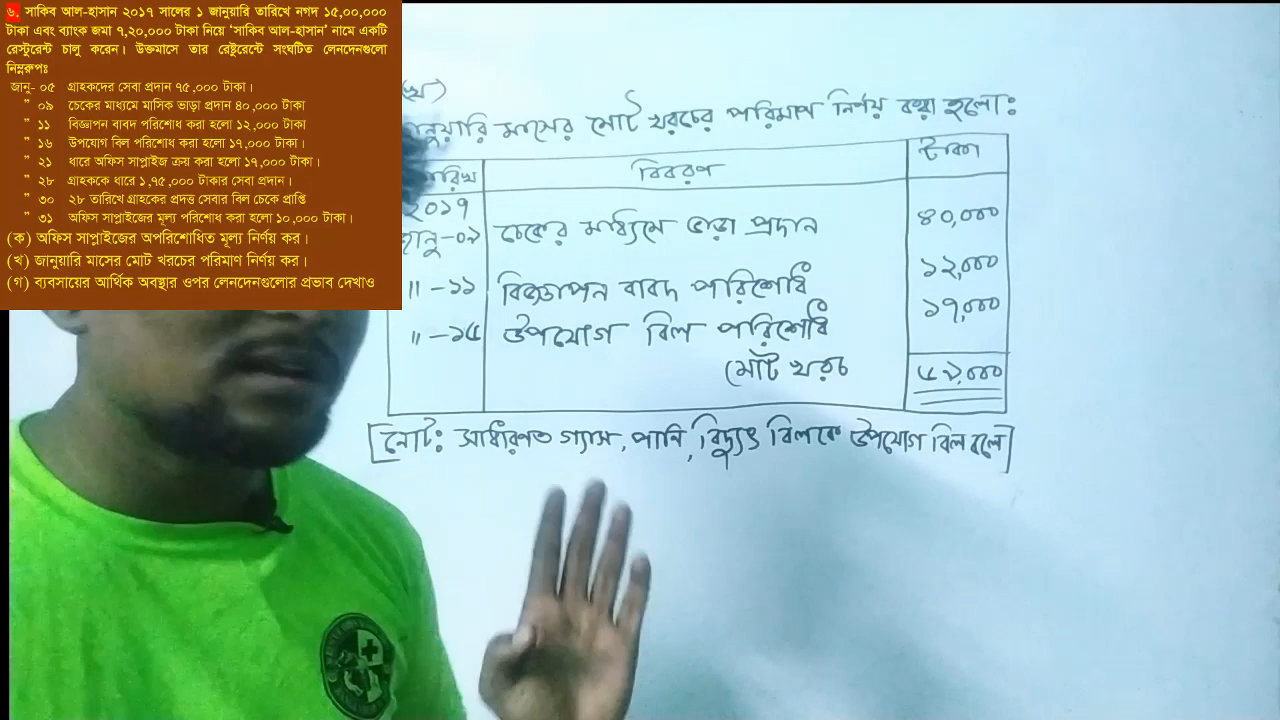 ৬. সাকিব আল-হাসান ২০১৭ সালের ১ জানুয়ারি তারিখে নগদ ১৫,০০,০০০
টাকা এবং ব্যাংক জমা ৭,২০,০০০ টাকা নিয়ে ‘সাকিব আল-হাসান’ নামে একটি
রেস্টুরেন্ট চালু করেন। উক্তমাসে তার রেষ্টুরেন্টে সংঘটিত লেনদেনগুলো
নিম্নরুপঃ
জানু- ০৫ গ্রাহকদের সেবা প্রদান ৭৫,০০০ টাকা।
” ০৯ চেকের মাধ্যমে মাসিক ভাড়া প্রদান ৪০,০০০ টাকা
” ১১ বিজ্ঞাপন বাবদ পরিশোধ করা হলো ১২,০০০ টাকা
” ১৬ উপযোগ বিল পরিশোধ করা হলো ১৭,০০০ টাকা।
” ২১ ধারে অফিস সাপ্লাইজ ক্রয় করা হলো ১৭,০০০ টাকা।
” ২৮ গ্রাহককে ধারে ১,৭৫,০০০ টাকার সেবা প্রদান।
” ৩০ ২৮ তারিখে গ্রাহকের প্রদত্ত সেবার বিল চেকে প্রাপ্তি
” ৩১ অফিস সাপ্লাইজের মূল্য পরিশোধ করা হলো ১০,০০০ টাকা।
(ক) অফিস সাপ্লাইজের অপরিশোধিত মূল্য নির্ণয় কর।
(খ) জানুয়ারি মাসের মোট খরচের পরিমাণ নির্ণয় কর।
(গ) ব্যবসায়ের আর্থিক অবস্থার ওপর লেনদেনগুলোর প্রভাব দেখাও
(খ)
নুয়ারি মাসের মোট খরচের পরিমাণ নির্ণয় করা হলো:
রিখ বিবরণ টাকা
২০১৭
জানু-০৯ চেকের মাধ্যমে ভাড়া প্রদান ৪০,০০০
" -১১ বিজ্ঞাপন বাবদ পরিশোধ ১২,০০০
" -১৬ উপযোগ বিল পরিশোধ ১৭,০০০
মোট খরচ ৬৯,০০০
[নোট: সাধারণত গ্যাস, পানি, বিদ্যুৎ বিলকে উপযোগ বিল বলে]